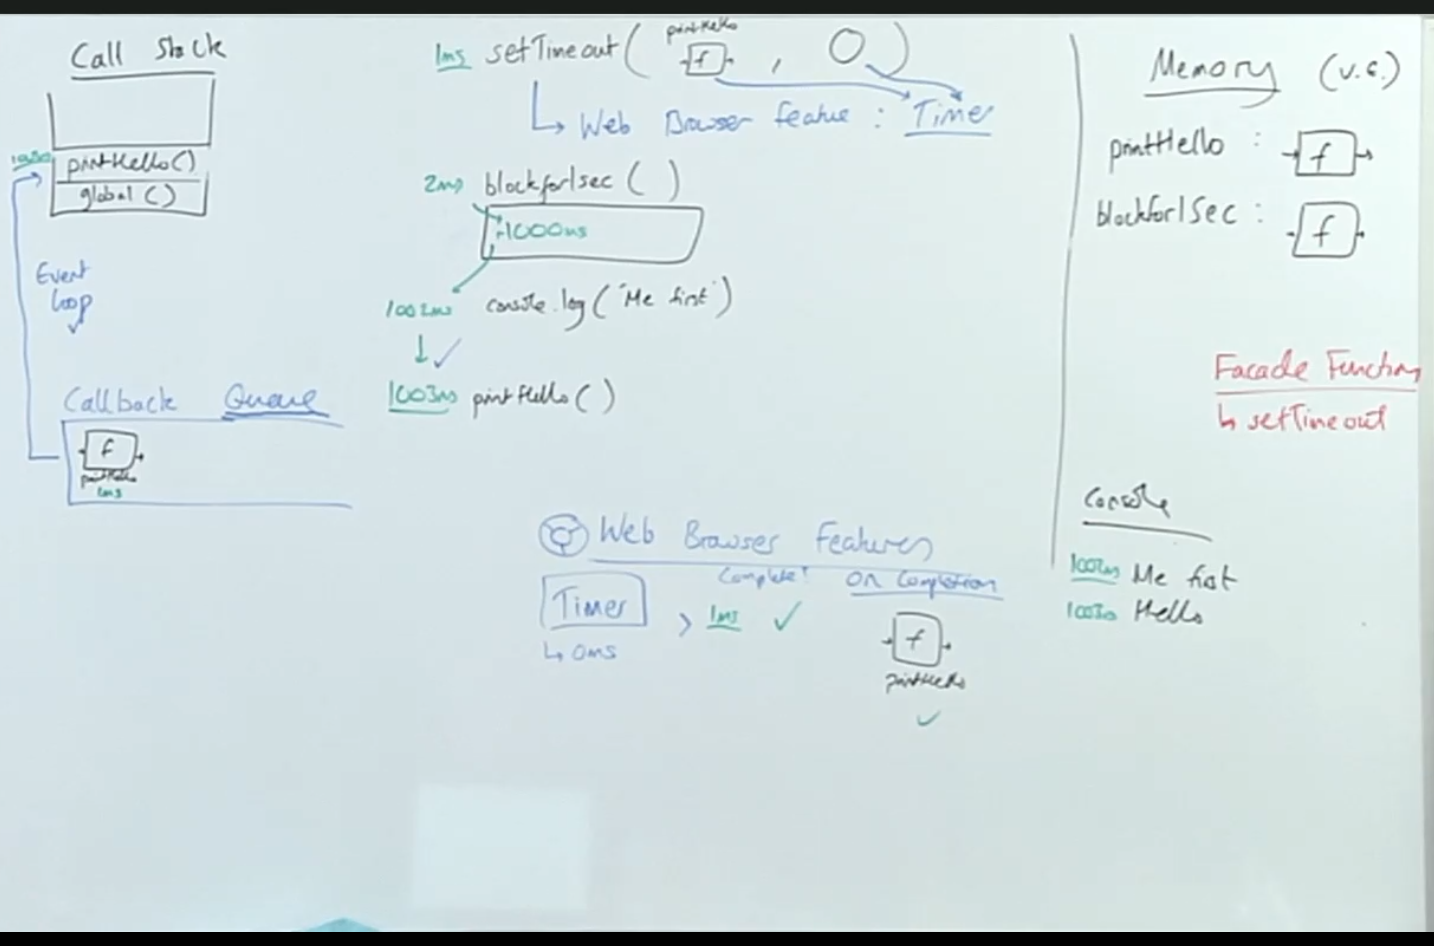 Call Stack
1003ms printHello()
global()
Event
loop
Callback Queue
f
printHello
1ms
printHello
1ms setTimeout( f , 0 )
Web Browser feature : Timer
2ms blockfor1sec ( )
+1000ms
1002ms console.log("Me first")
1003ms printHello()
Web Browser Features
Complete? On Completion
Timer > 1ms f
0ms
printHello
Memory (V.E.)
printHello : f
blockfor1Sec : f
Facade Function
setTimeout
Console
1002ms Me first
1003ms Hello